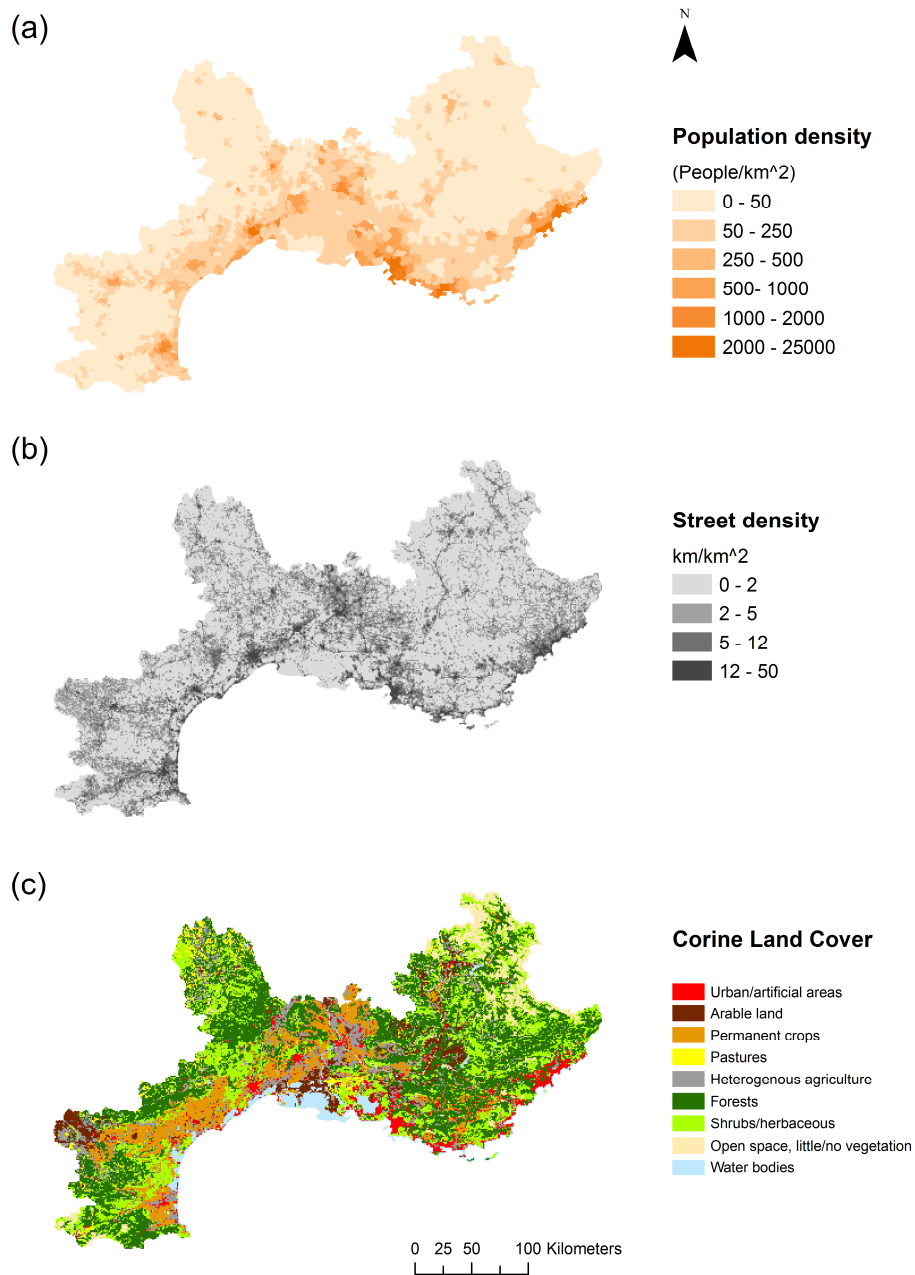 (a)
N
Population density
(People/km^2)
0 - 50
50 - 250
250 - 500
500- 1000
1000 - 2000
2000 - 25000
(b)
Street density
km/km^2
0 - 2
2 - 5
5 - 12
12 - 50
(c)
Corine Land Cover
Urban/artificial areas
Arable land
Permanent crops
Pastures
Heterogenous agriculture
Forests
Shrubs/herbaceous
Open space, little/no vegetation
Water bodies
0 25 50 100 Kilometers